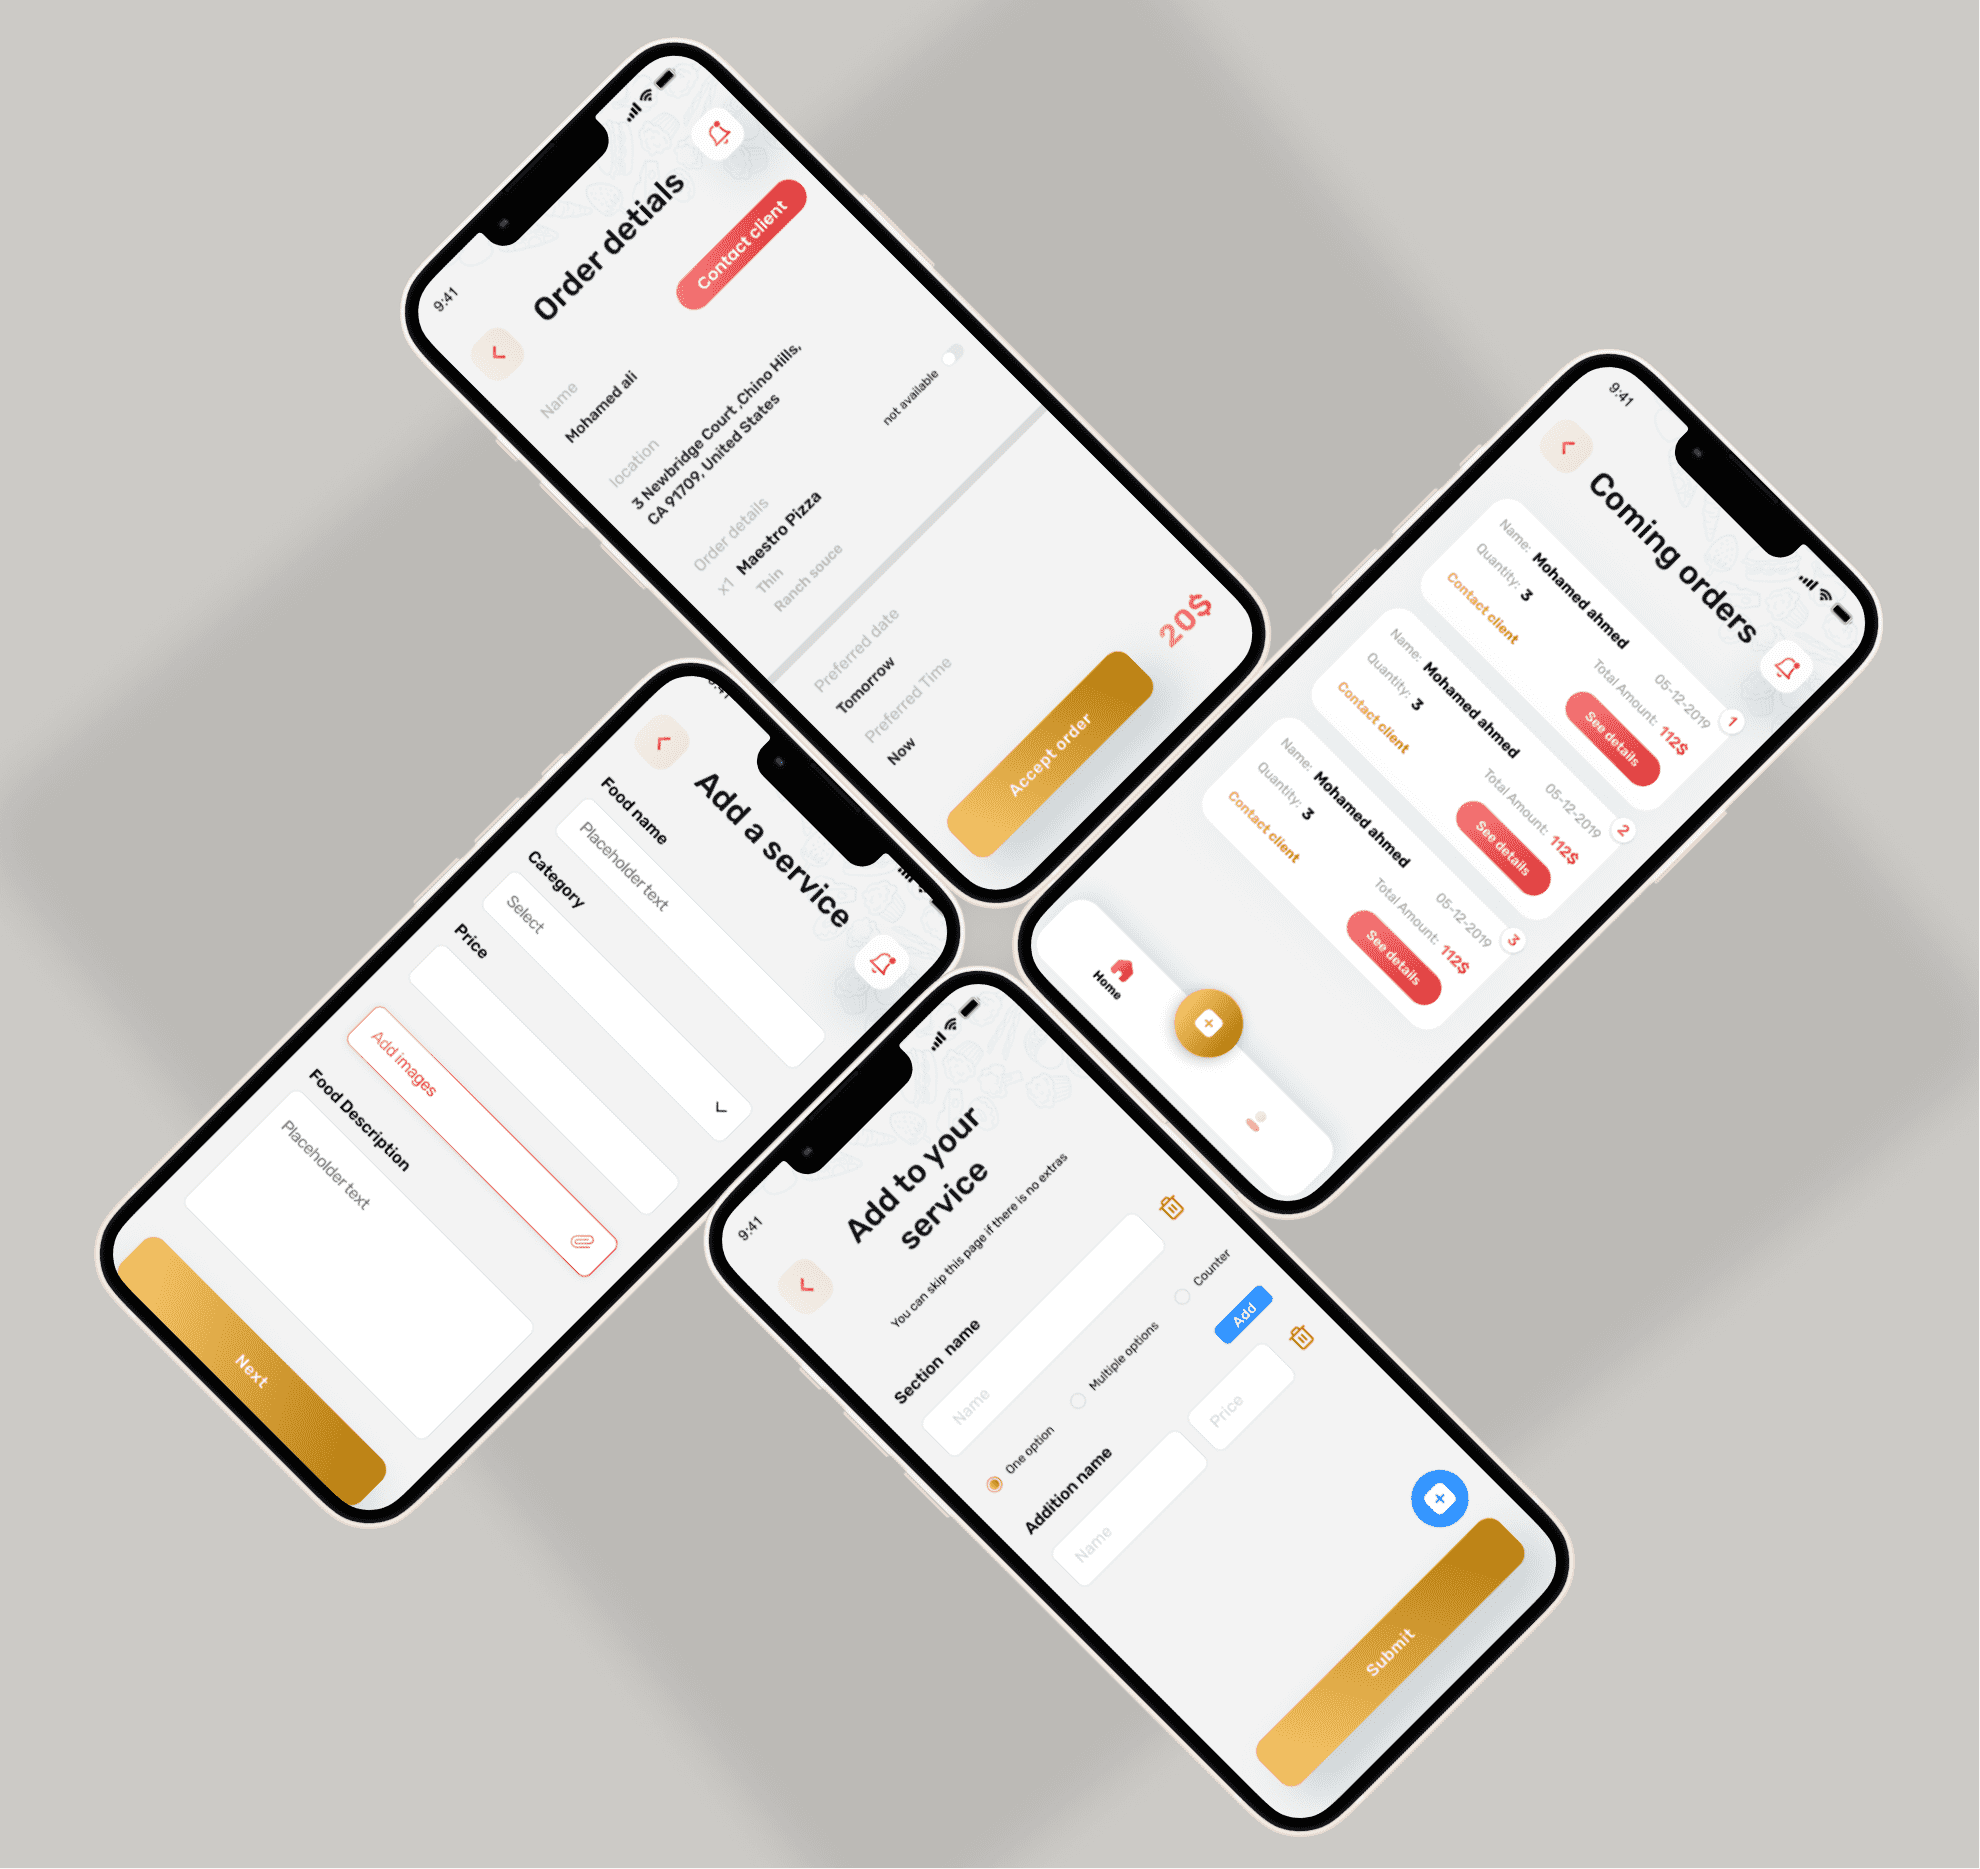 9:41
Order detials
Contact client
Name
Mohamed ali
location
3 Newbridge Court ,Chino Hills,
CA 91709, United States
not available
Order details
x1 Maestro Pizza
Thin
Ranch souce
Preferred date
Tomorrow
Preferred Time
Now
20$
Accept order
9:41
Coming orders
Name: Mohamed ahmed
05-12-2019
1
Quantity: 3
Total Amount: 112$
Contact client
See details
Name: Mohamed ahmed
05-12-2019
2
Quantity: 3
Total Amount: 112$
Contact client
See details
Name: Mohamed ahmed
05-12-2019
3
Quantity: 3
Total Amount: 112$
Contact client
See details
Home
Add a service
Food name
Placeholder text
Category
Select
Price
Add images
Food Description
Placeholder text
Next
9:41
Add to your
service
You can skip this page if there is no extras
Section name
Name
One option
Multiple options
Counter
Add
Addition name
Name
Price
Submit